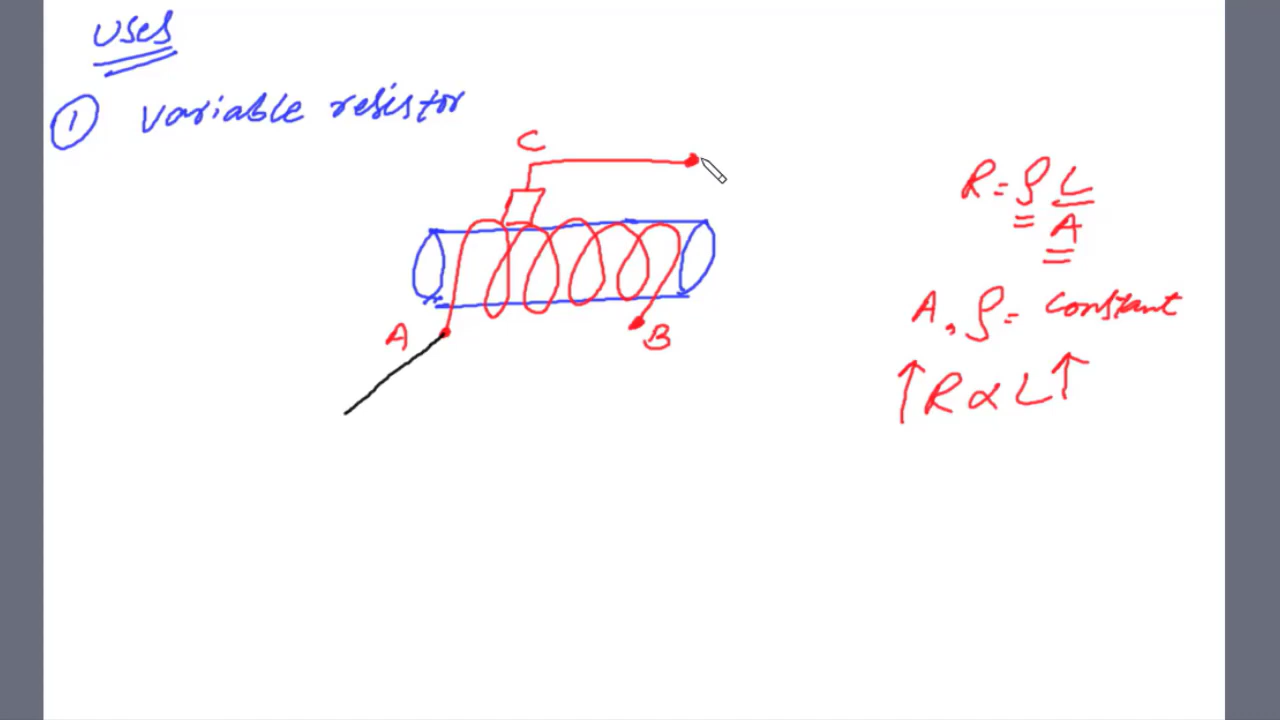 uses
① variable resistor
C
A
B
R = ρ L / A
A, ρ = constant
↑ R α L ↑